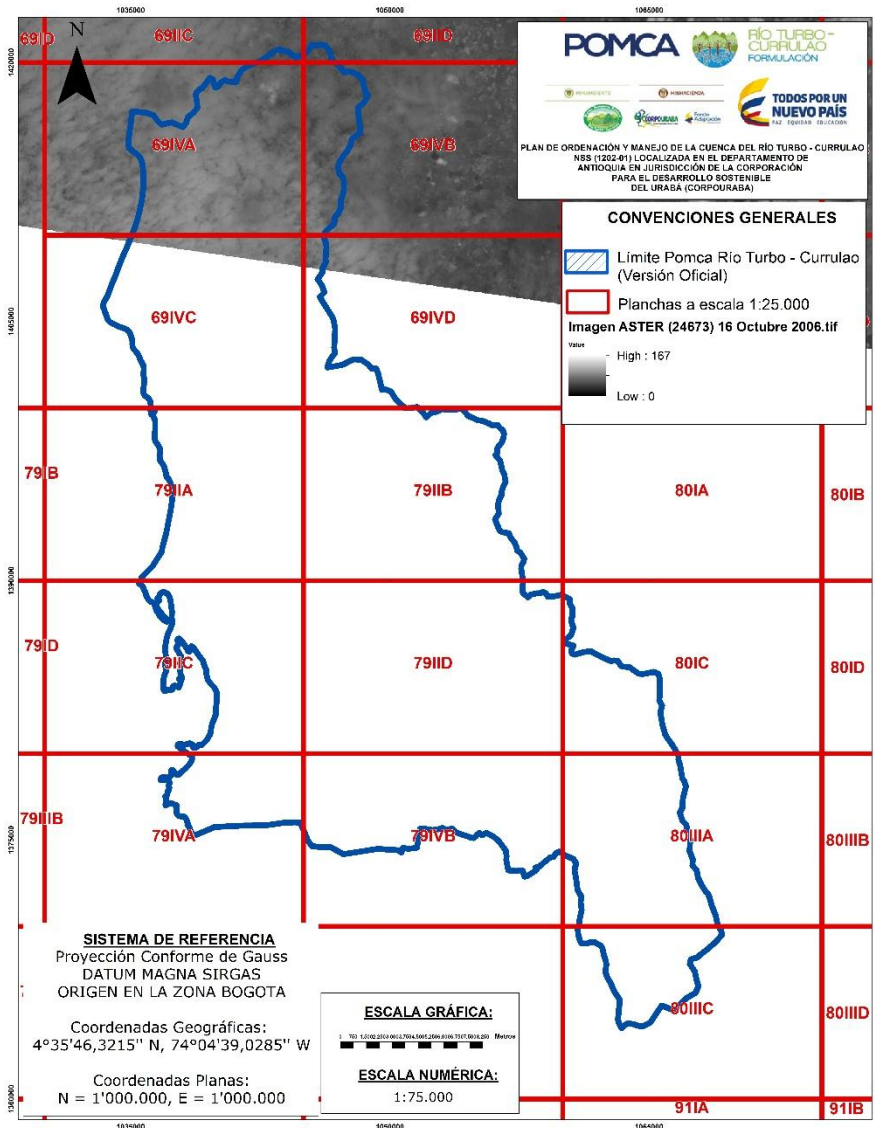 1035000
1050000
1065000
69ID
N
69IIC
69IID
1420000
69IVA
69IVB
POMCA
RÍO TURBO -
CURRULAO
FORMULACIÓN
MINAMBIENTE
MINHACIENDA
CORPOURABA
Fondo
Adaptación
TODOS POR UN
NUEVO PAÍS
PAZ EQUIDAD EDUCACIÓN
PLAN DE ORDENACIÓN Y MANEJO DE LA CUENCA DEL RÍO TURBO - CURRULAO
NSS (1202-01) LOCALIZADA EN EL DEPARTAMENTO DE
ANTIOQUIA EN JURISDICCIÓN DE LA CORPORACIÓN
PARA EL DESARROLLO SOSTENIBLE
DEL URABÁ (CORPOURABA)
CONVENCIONES GENERALES
Límite Pomca Río Turbo - Currulao
(Versión Oficial)
Planchas a escala 1:25.000
Imagen ASTER (24673) 16 Octubre 2006.tif
Value
High : 167
Low : 0
1405000
69IVC
69IVD
79IB
79IIA
79IIB
80IA
80IB
1390000
79ID
79IIC
79IID
80IC
80ID
79IIIB
1375000
79IVA
79IVB
80IIIA
80IIIB
SISTEMA DE REFERENCIA
Proyección Conforme de Gauss
DATUM MAGNA SIRGAS
ORIGEN EN LA ZONA BOGOTA
Coordenadas Geográficas:
4°35'46,3215" N, 74°04'39,0285" W
Coordenadas Planas:
N = 1'000.000, E = 1'000.000
ESCALA GRÁFICA:
Metros
ESCALA NUMÉRICA:
1:75.000
80IIIC
80IIID
1360000
91IA
91IB
1035000
1050000
1065000